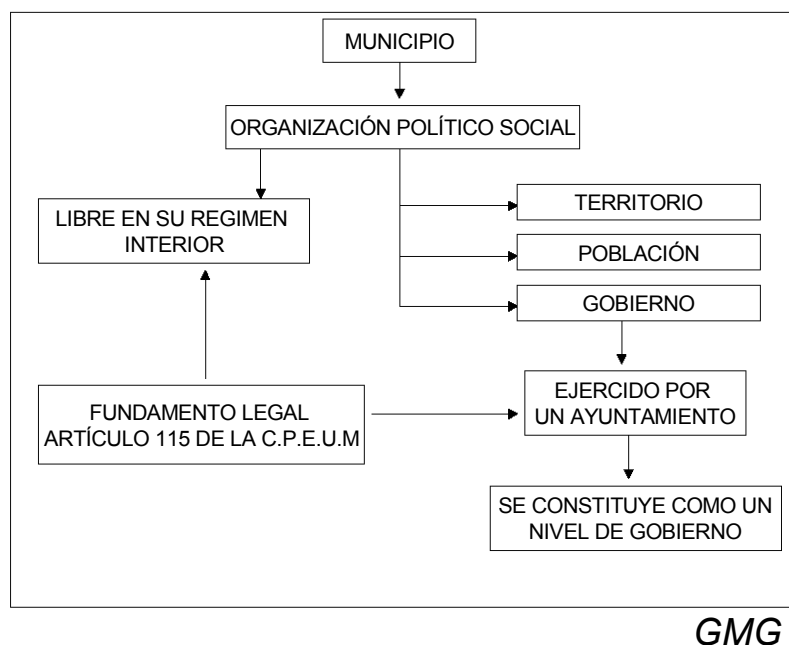 MUNICIPIO
ORGANIZACIÓN POLÍTICO SOCIAL
LIBRE EN SU REGIMEN
INTERIOR
TERRITORIO
POBLACIÓN
GOBIERNO
FUNDAMENTO LEGAL
ARTÍCULO 115 DE LA C.P.E.U.M
EJERCIDO POR
UN AYUNTAMIENTO
SE CONSTITUYE COMO UN
NIVEL DE GOBIERNO
GMG